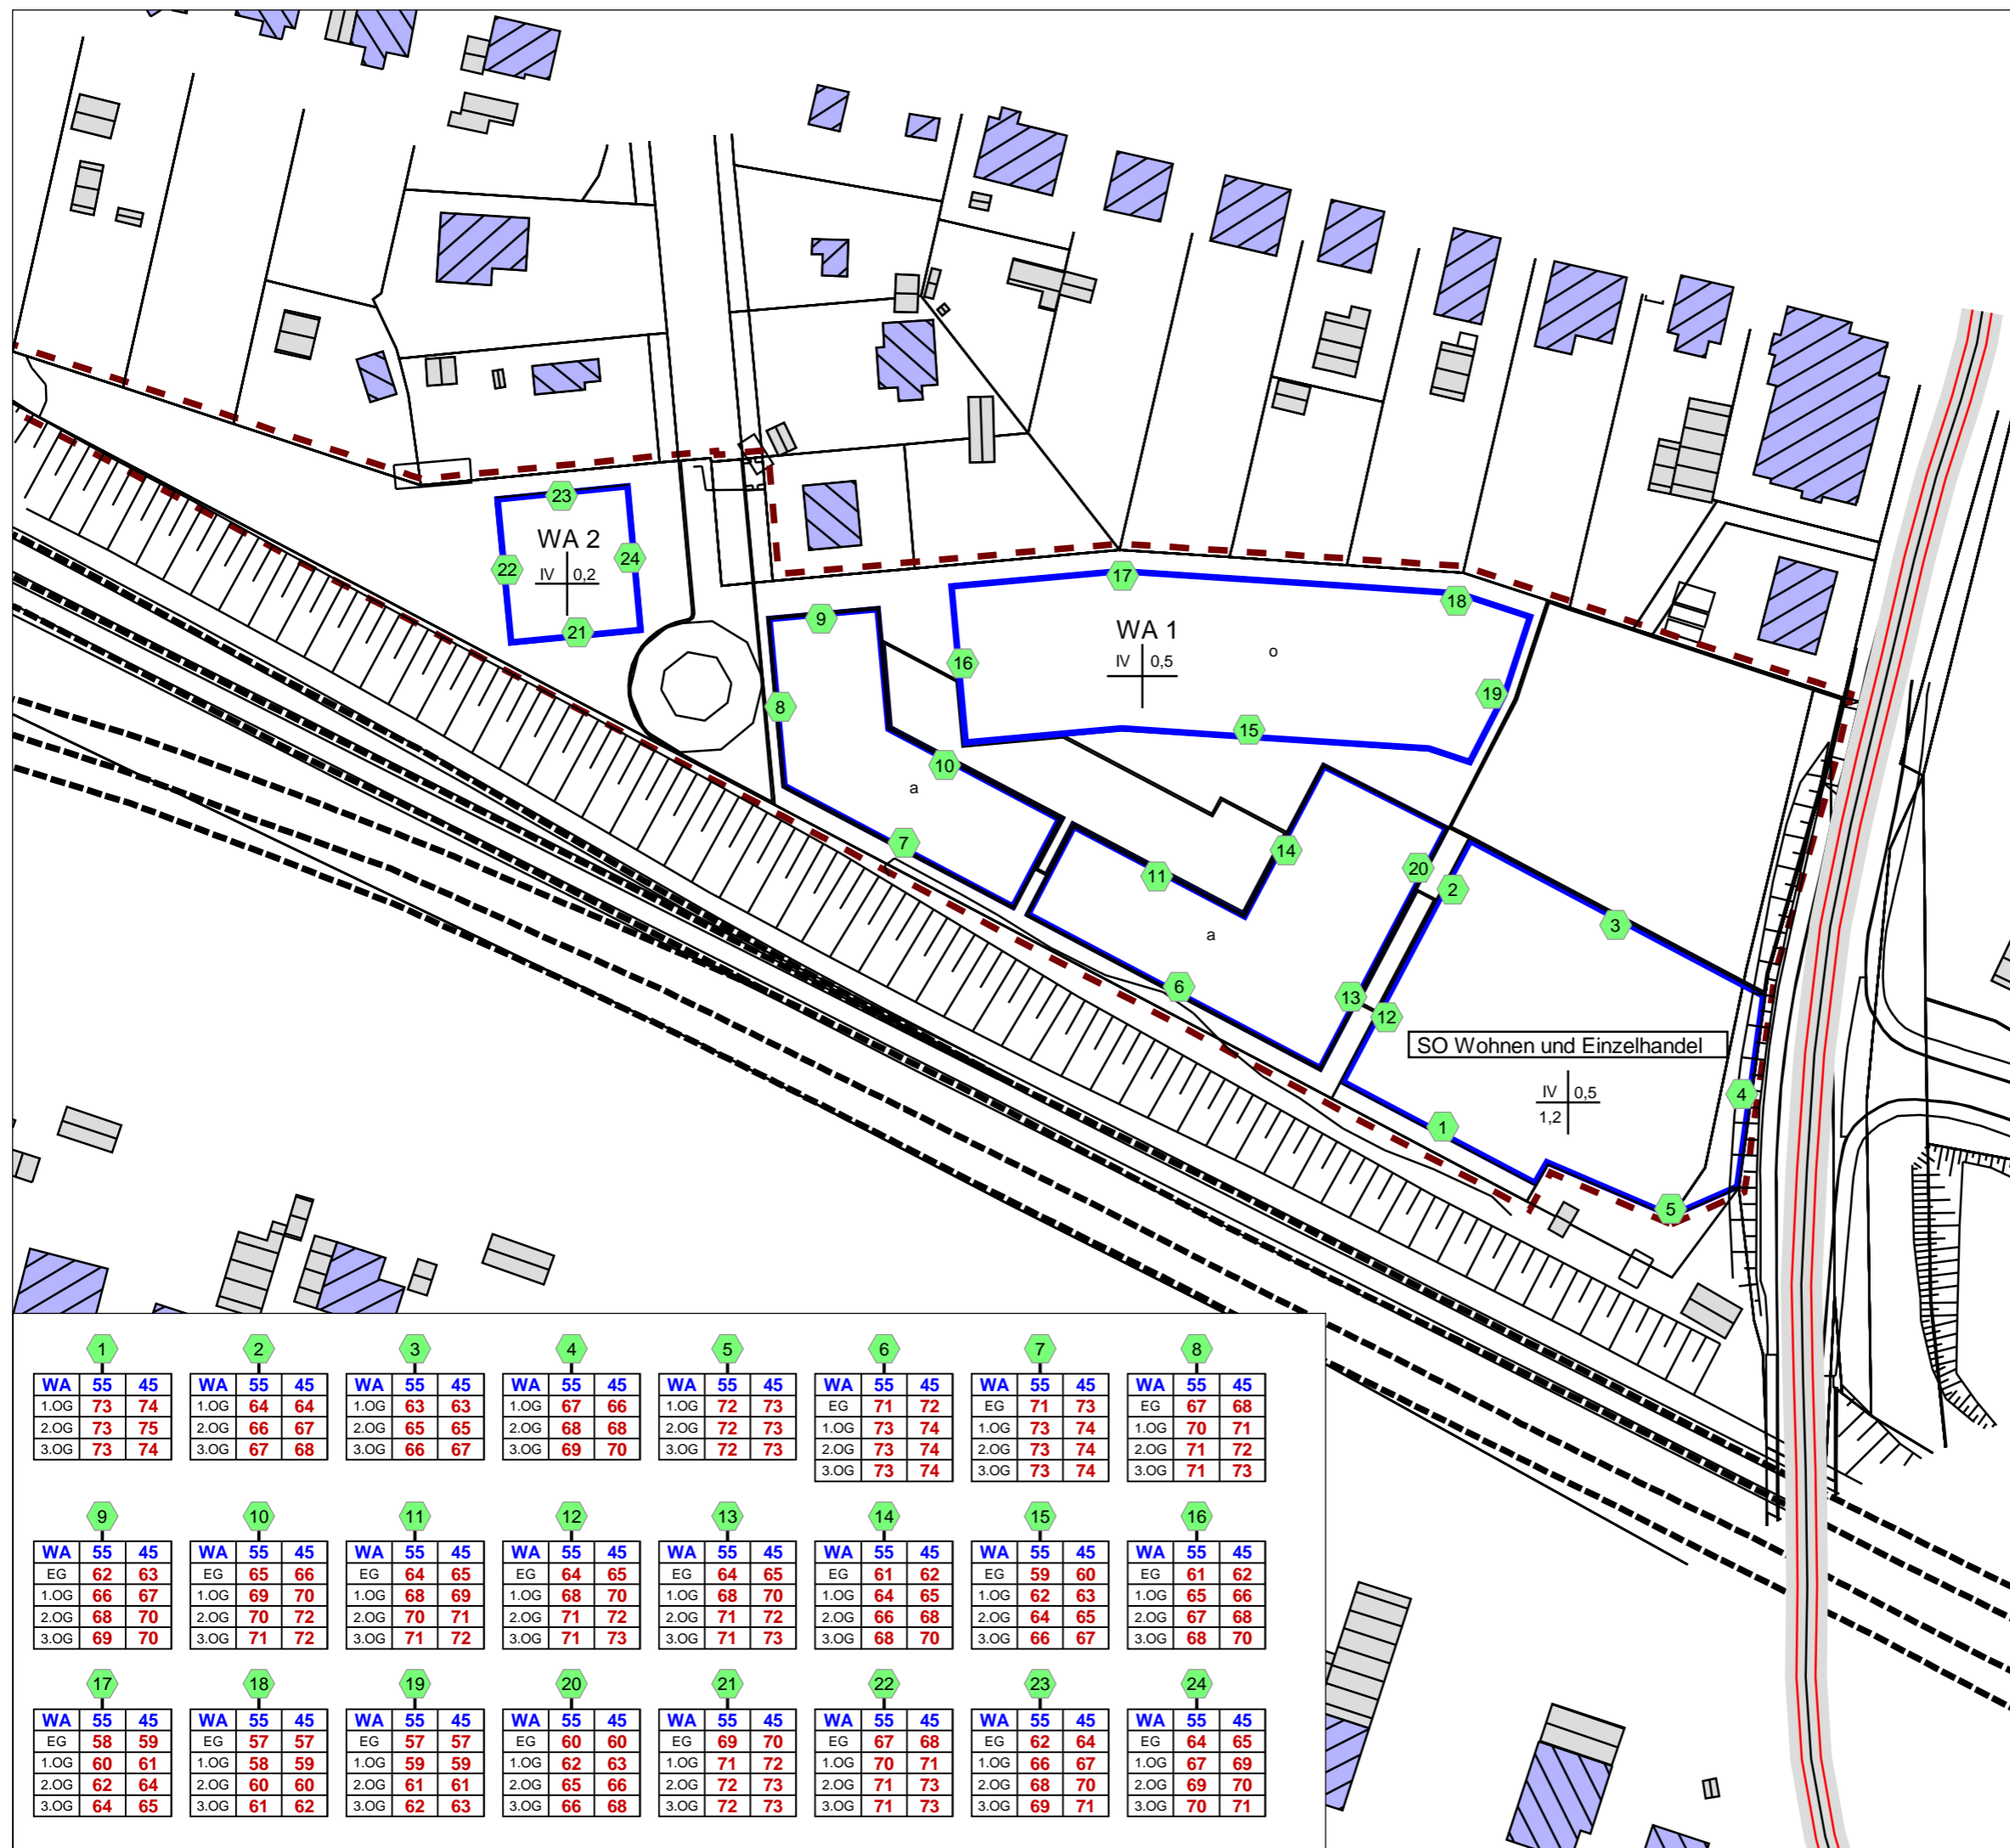 23
WA 2
22
24
IV 0,2
21
17
18
9
WA 1
o
16
IV 0,5
19
8
15
10
a
7
14
20
11
2
3
a
6
13
12
SO Wohnen und Einzelhandel
IV 0,5
1,2
4
1
5
1 2 3 4 5 6 7 8
WA 55 45 WA 55 45 WA 55 45 WA 55 45 WA 55 45 WA 55 45 WA 55 45 WA 55 45
1.OG 73 74 1.OG 64 64 1.OG 63 63 1.OG 67 66 1.OG 72 73 EG 71 72 EG 71 73 EG 67 68
2.OG 73 75 2.OG 66 67 2.OG 65 65 2.OG 68 68 2.OG 72 73 1.OG 73 74 1.OG 73 74 1.OG 70 71
3.OG 73 74 3.OG 67 68 3.OG 66 67 3.OG 69 70 3.OG 72 73 2.OG 73 74 2.OG 73 74 2.OG 71 72
3.OG 73 74 3.OG 73 74 3.OG 71 73
9 10 11 12 13 14 15 16
WA 55 45 WA 55 45 WA 55 45 WA 55 45 WA 55 45 WA 55 45 WA 55 45 WA 55 45
EG 62 63 EG 65 66 EG 64 65 EG 64 65 EG 64 65 EG 61 62 EG 59 60 EG 61 62
1.OG 66 67 1.OG 69 70 1.OG 68 69 1.OG 68 70 1.OG 68 70 1.OG 64 65 1.OG 62 63 1.OG 65 66
2.OG 68 70 2.OG 70 72 2.OG 70 71 2.OG 71 72 2.OG 71 72 2.OG 66 68 2.OG 64 65 2.OG 67 68
3.OG 69 70 3.OG 71 72 3.OG 71 72 3.OG 71 73 3.OG 71 73 3.OG 68 70 3.OG 66 67 3.OG 68 70
17 18 19 20 21 22 23 24
WA 55 45 WA 55 45 WA 55 45 WA 55 45 WA 55 45 WA 55 45 WA 55 45 WA 55 45
EG 58 59 EG 57 57 EG 57 57 EG 60 60 EG 69 70 EG 67 68 EG 62 64 EG 64 65
1.OG 60 61 1.OG 58 59 1.OG 59 59 1.OG 62 63 1.OG 71 72 1.OG 70 71 1.OG 66 67 1.OG 67 69
2.OG 62 64 2.OG 60 60 2.OG 61 61 2.OG 65 66 2.OG 72 73 2.OG 71 73 2.OG 68 70 2.OG 69 70
3.OG 64 65 3.OG 61 62 3.OG 62 63 3.OG 66 68 3.OG 72 73 3.OG 71 73 3.OG 69 71 3.OG 70 71